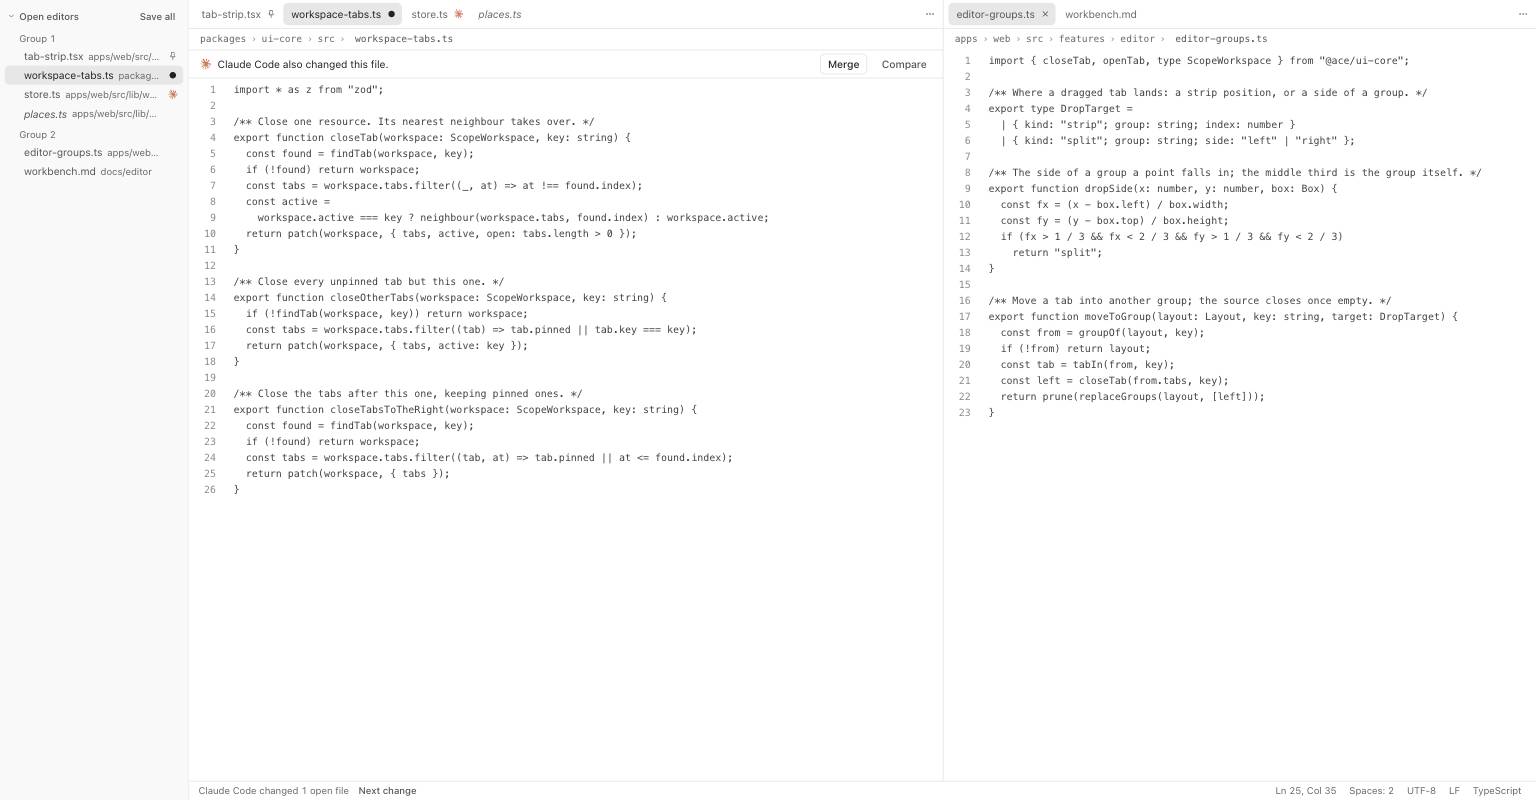 Open editors Save all
Group 1
tab-strip.tsx apps/web/src/...
workspace-tabs.ts packag...
store.ts apps/web/src/lib/w...
places.ts apps/web/src/lib/...
Group 2
editor-groups.ts apps/web...
workbench.md docs/editor
tab-strip.tsx workspace-tabs.ts store.ts places.ts ...
packages › ui-core › src › workspace-tabs.ts
Claude Code also changed this file. Merge Compare
1 import * as z from "zod";
2
3 /** Close one resource. Its nearest neighbour takes over. */
4 export function closeTab(workspace: ScopeWorkspace, key: string) {
5 const found = findTab(workspace, key);
6 if (!found) return workspace;
7 const tabs = workspace.tabs.filter((_, at) => at !== found.index);
8 const active =
9 workspace.active === key ? neighbour(workspace.tabs, found.index) : workspace.active;
10 return patch(workspace, { tabs, active, open: tabs.length > 0 });
11 }
12
13 /** Close every unpinned tab but this one. */
14 export function closeOtherTabs(workspace: ScopeWorkspace, key: string) {
15 if (!findTab(workspace, key)) return workspace;
16 const tabs = workspace.tabs.filter((tab) => tab.pinned || tab.key === key);
17 return patch(workspace, { tabs, active: key });
18 }
19
20 /** Close the tabs after this one, keeping pinned ones. */
21 export function closeTabsToTheRight(workspace: ScopeWorkspace, key: string) {
22 const found = findTab(workspace, key);
23 if (!found) return workspace;
24 const tabs = workspace.tabs.filter((tab, at) => tab.pinned || at <= found.index);
25 return patch(workspace, { tabs });
26 }
editor-groups.ts × workbench.md ...
apps › web › src › features › editor › editor-groups.ts
1 import { closeTab, openTab, type ScopeWorkspace } from "@ace/ui-core";
2
3 /** Where a dragged tab lands: a strip position, or a side of a group. */
4 export type DropTarget =
5 | { kind: "strip"; group: string; index: number }
6 | { kind: "split"; group: string; side: "left" | "right" };
7
8 /** The side of a group a point falls in; the middle third is the group itself. */
9 export function dropSide(x: number, y: number, box: Box) {
10 const fx = (x − box.left) / box.width;
11 const fy = (y − box.top) / box.height;
12 if (fx > 1 / 3 && fx < 2 / 3 && fy > 1 / 3 && fy < 2 / 3)
13 return "split";
14 }
15
16 /** Move a tab into another group; the source closes once empty. */
17 export function moveToGroup(layout: Layout, key: string, target: DropTarget) {
18 const from = groupOf(layout, key);
19 if (!from) return layout;
20 const tab = tabIn(from, key);
21 const left = closeTab(from.tabs, key);
22 return prune(replaceGroups(layout, [left]));
23 }
Claude Code changed 1 open file Next change
Ln 25, Col 35 Spaces: 2 UTF-8 LF TypeScript